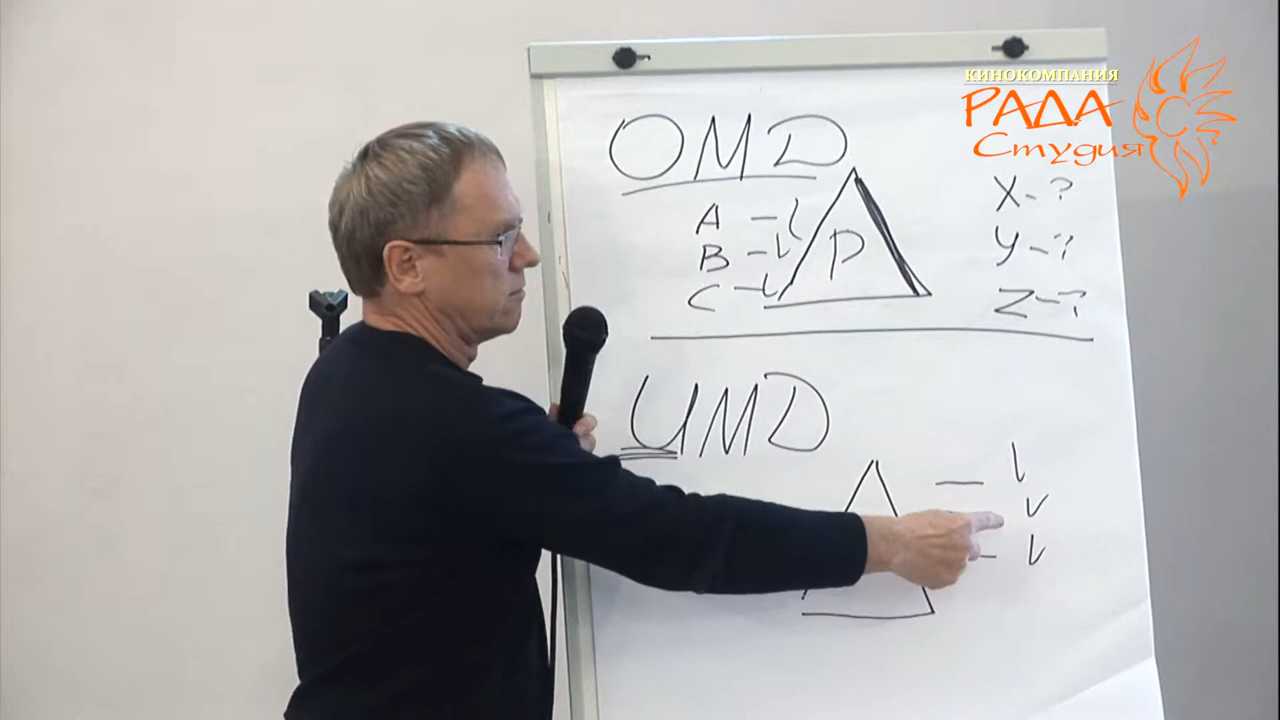 КИНОКОМПАНИЯ
РАДА
Студия
OMD
A –
B –
C –
P
X – ?
Y – ?
Z – ?
UMD